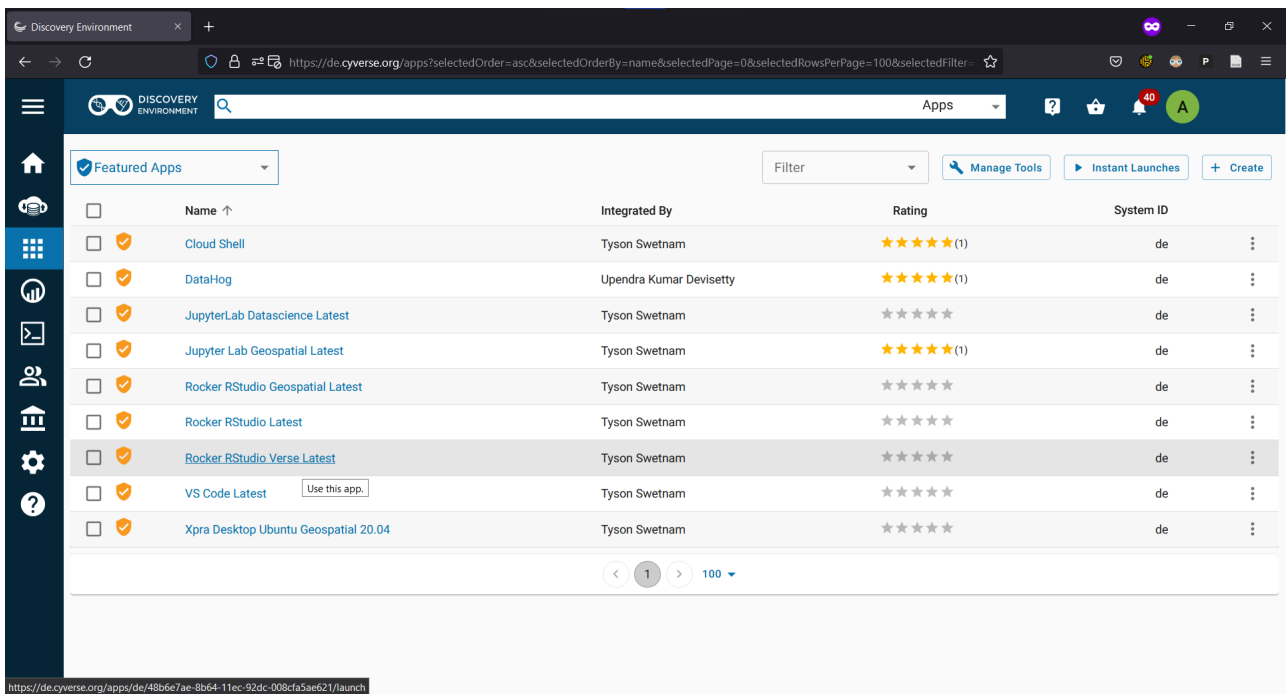 Discovery Environment
https://de.cyverse.org/apps?selectedOrder=asc&selectedOrderBy=name&selectedPage=0&selectedRowsPerPage=100&selectedFilter=
P
DISCOVERY ENVIRONMENT
Apps
40
A
Featured Apps
Filter
Manage Tools
Instant Launches
+ Create
Name Integrated By Rating System ID
Cloud Shell Tyson Swetnam (1) de
DataHog Upendra Kumar Devisetty (1) de
JupyterLab Datascience Latest Tyson Swetnam de
Jupyter Lab Geospatial Latest Tyson Swetnam (1) de
Rocker RStudio Geospatial Latest Tyson Swetnam de
Rocker RStudio Latest Tyson Swetnam de
Rocker RStudio Verse Latest Tyson Swetnam de
Use this app.
VS Code Latest Tyson Swetnam de
Xpra Desktop Ubuntu Geospatial 20.04 Tyson Swetnam de
1 100
https://de.cyverse.org/apps/de/48b6e7ae-8b64-11ec-92dc-008cfa5ae621/launch